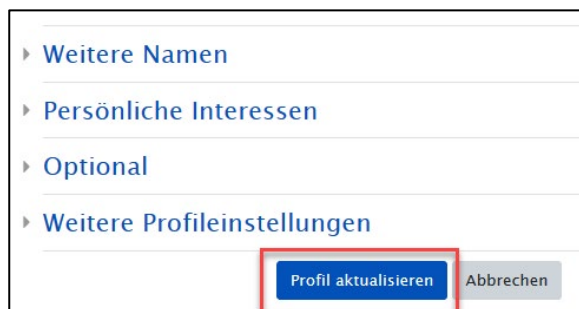 Weitere Namen
Persönliche Interessen
Optional
Weitere Profileinstellungen
Profil aktualisieren Abbrechen